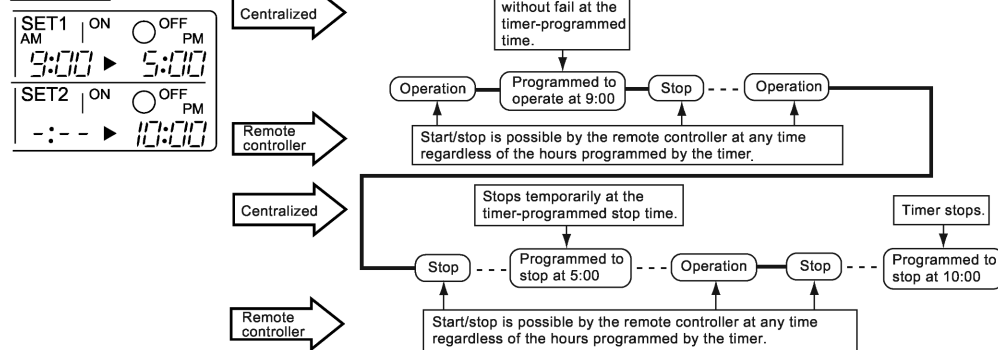 SET1 ON OFF
AM PM
9:00 ▶ 5:00
SET2 ON OFF
PM
-:-- ▶ 10:00
Centralized
without fail at the
timer-programmed
time.
Operation
Programmed to
operate at 9:00
Stop
Operation
Remote
controller
Start/stop is possible by the remote controller at any time
regardless of the hours programmed by the timer.
Centralized
Stops temporarily at the
timer-programmed stop time.
Timer stops.
Stop
Programmed to
stop at 5:00
Operation
Stop
Programmed to
stop at 10:00
Remote
controller
Start/stop is possible by the remote controller at any time
regardless of the hours programmed by the timer.